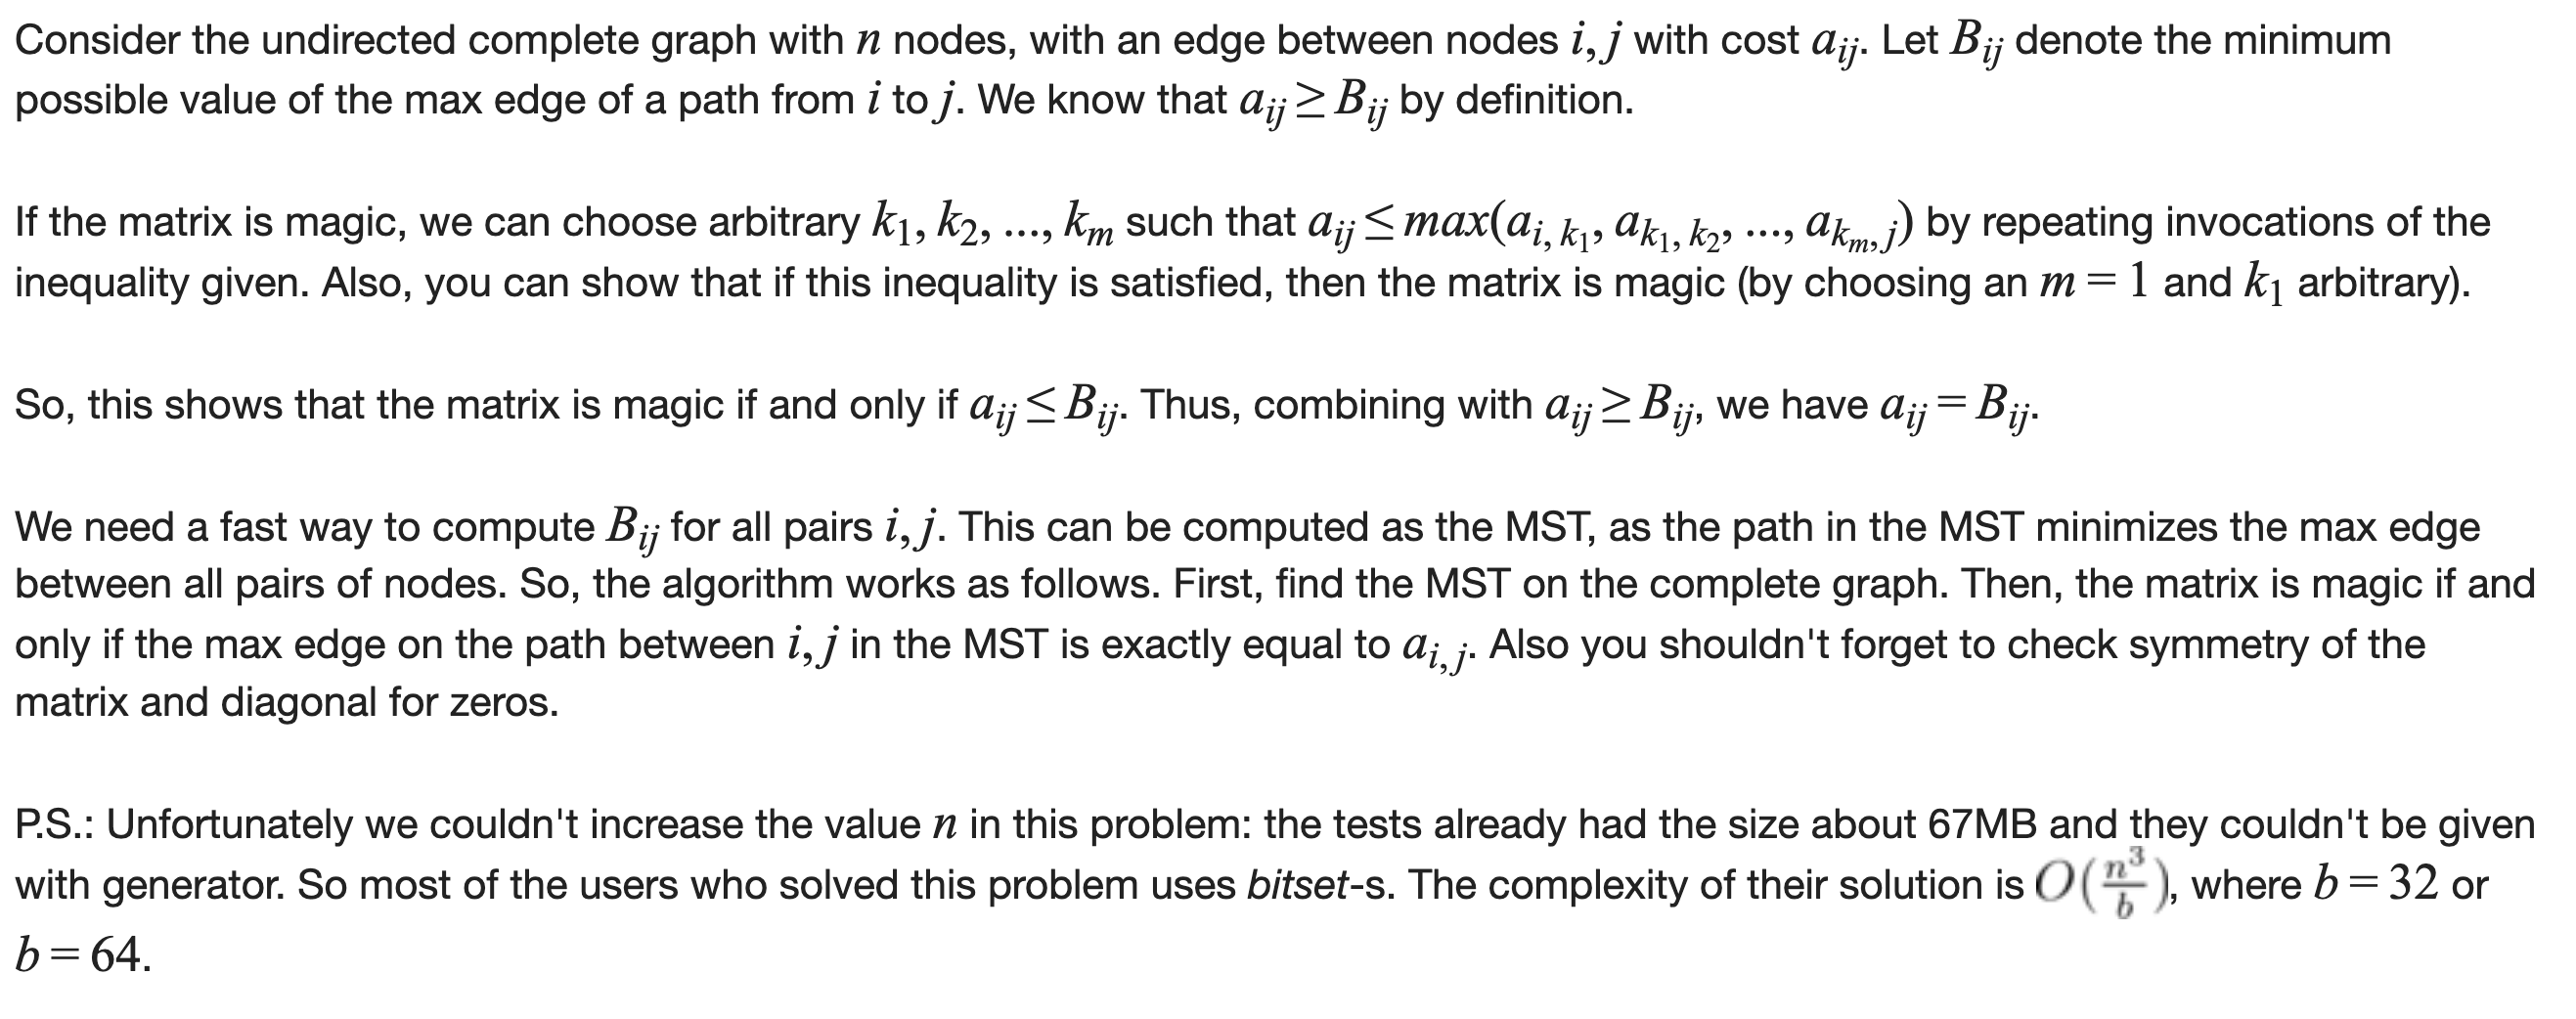 Consider the undirected complete graph with n nodes, with an edge between nodes i, j with cost a_{ij}. Let B_{ij} denote the minimum
possible value of the max edge of a path from i to j. We know that a_{ij} ≥ B_{ij} by definition.
If the matrix is magic, we can choose arbitrary k_1, k_2, ..., k_m such that a_{ij} ≤ max(a_{i, k_1}, a_{k_1, k_2}, ..., a_{k_m, j}) by repeating invocations of the
inequality given. Also, you can show that if this inequality is satisfied, then the matrix is magic (by choosing an m = 1 and k_1 arbitrary).
So, this shows that the matrix is magic if and only if a_{ij} ≤ B_{ij}. Thus, combining with a_{ij} ≥ B_{ij}, we have a_{ij} = B_{ij}.
We need a fast way to compute B_{ij} for all pairs i, j. This can be computed as the MST, as the path in the MST minimizes the max edge
between all pairs of nodes. So, the algorithm works as follows. First, find the MST on the complete graph. Then, the matrix is magic if and
only if the max edge on the path between i, j in the MST is exactly equal to a_{i, j}. Also you shouldn't forget to check symmetry of the
matrix and diagonal for zeros.
P.S.: Unfortunately we couldn't increase the value n in this problem: the tests already had the size about 67MB and they couldn't be given
with generator. So most of the users who solved this problem uses bitset-s. The complexity of their solution is O(n^3/b), where b = 32 or
b = 64.